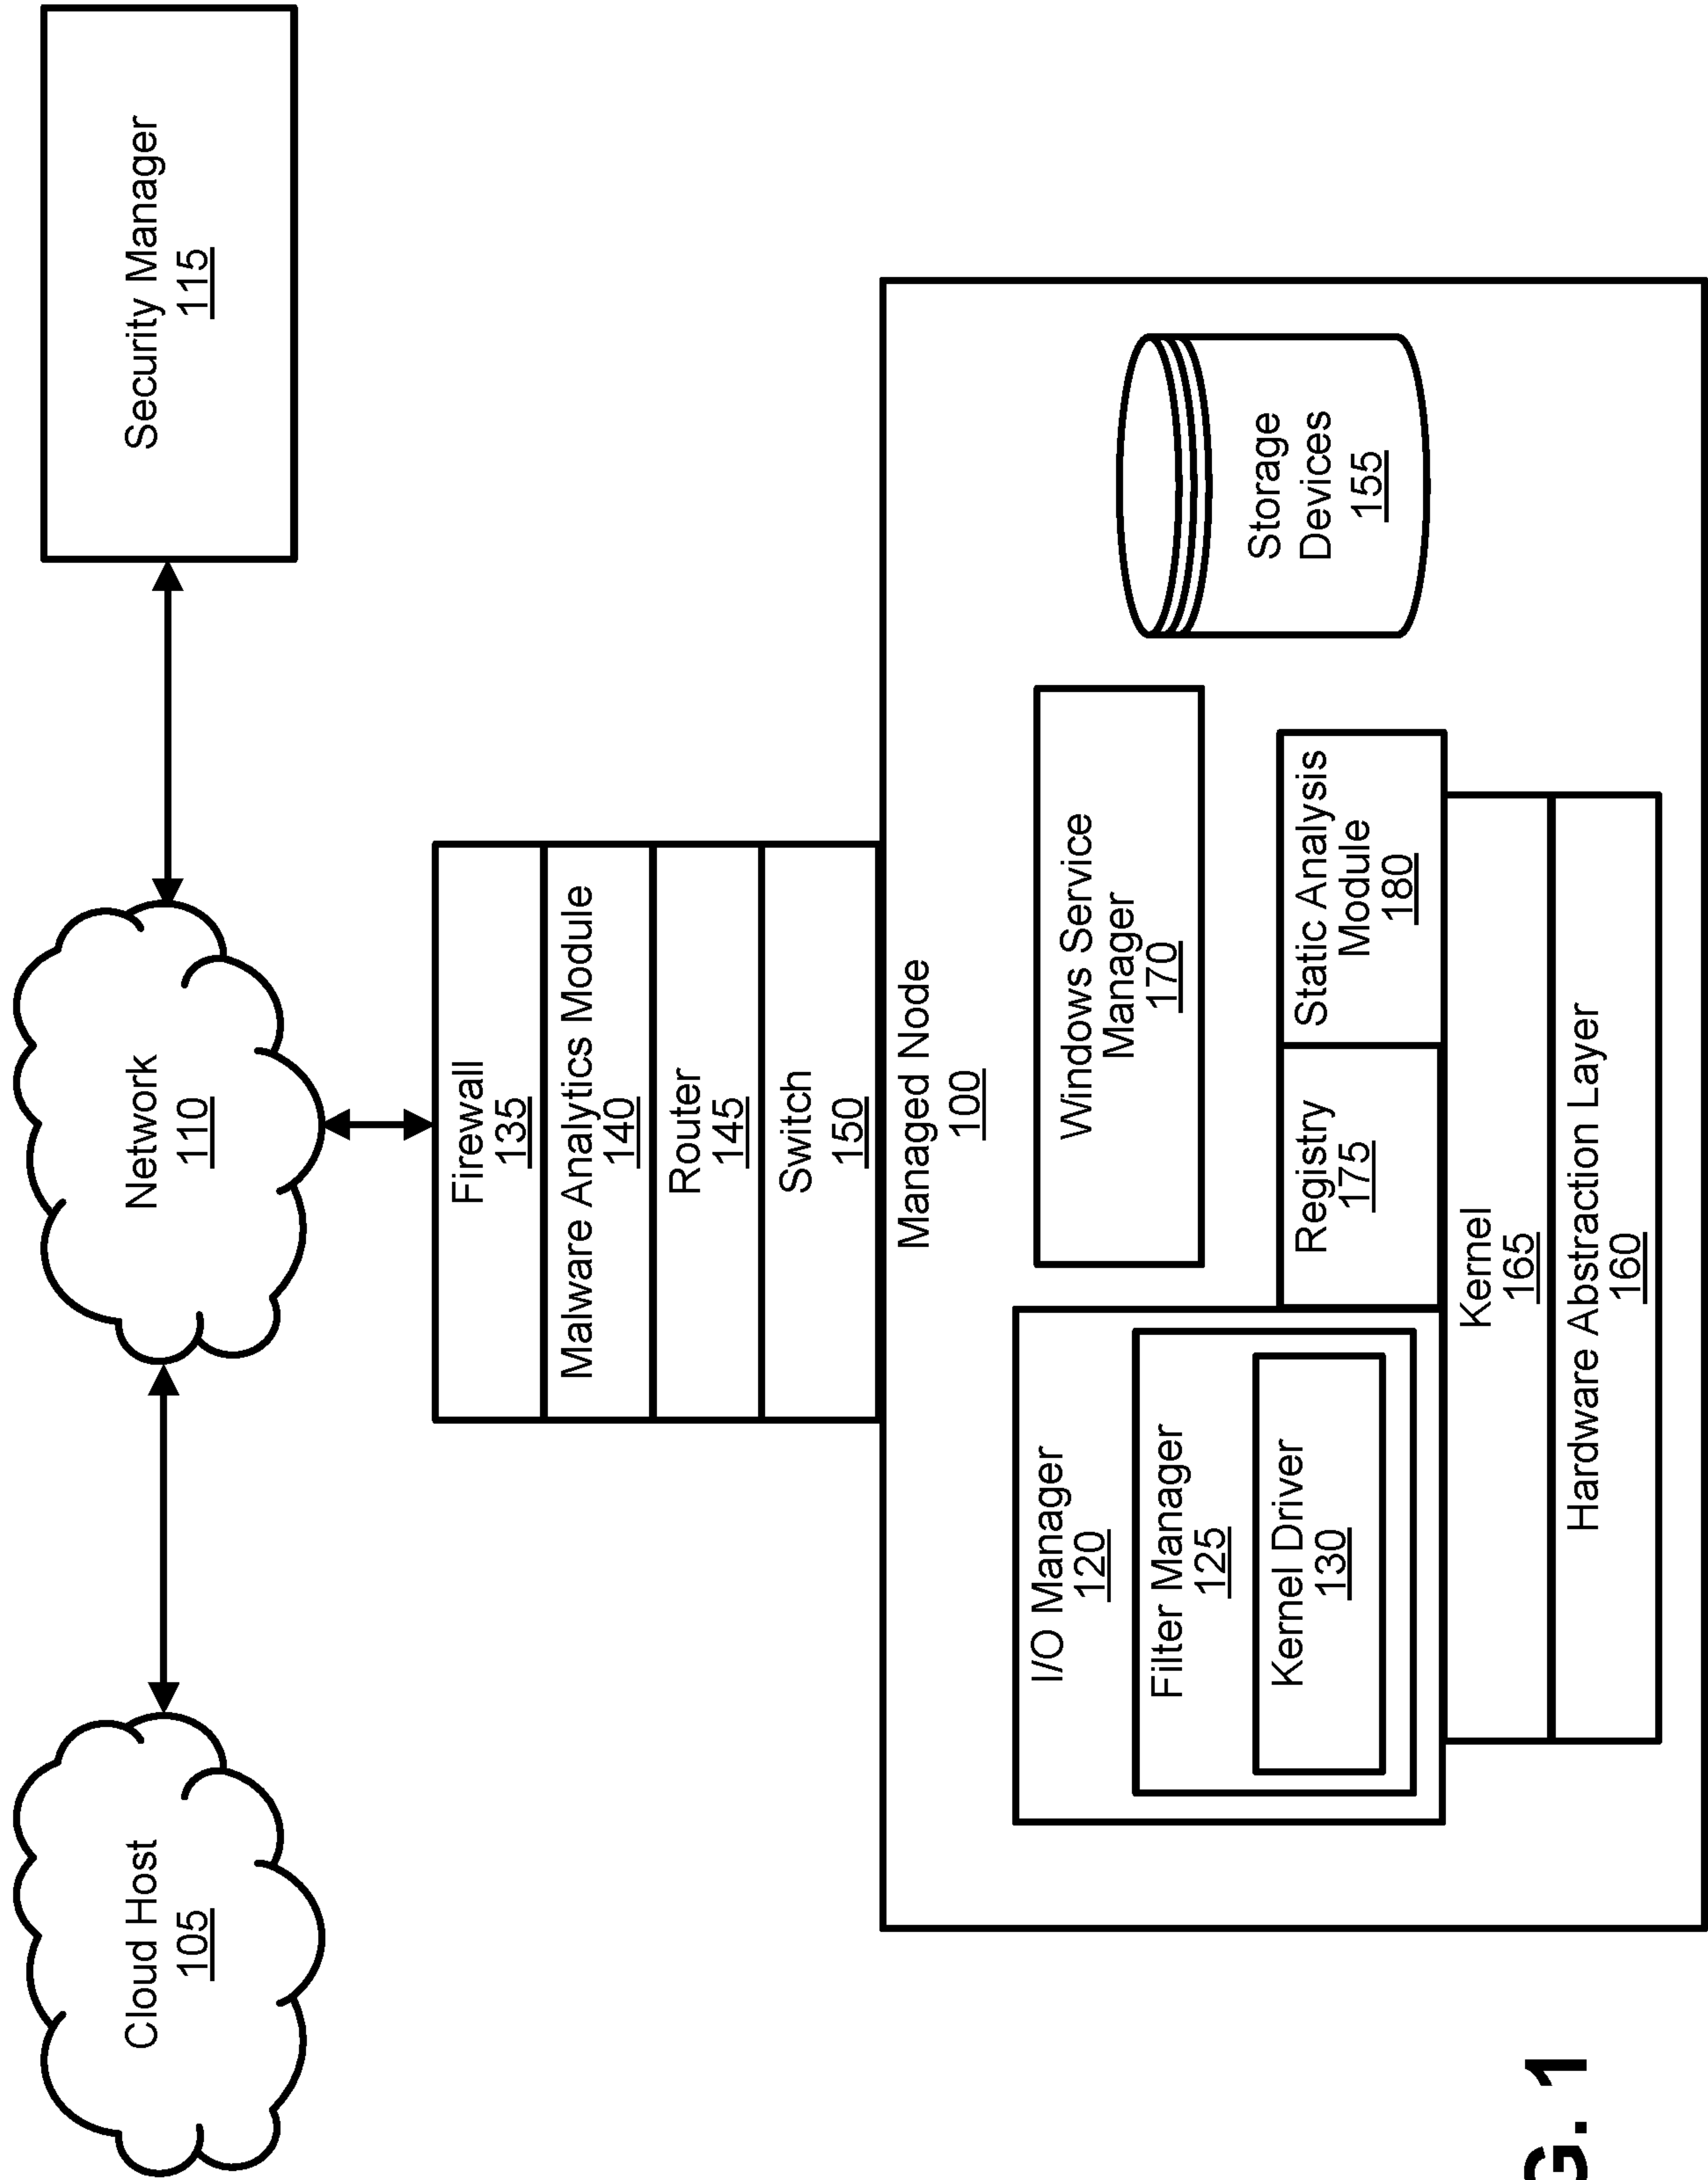 Cloud Host
105
Network
110
Security Manager
115
Firewall
135
Malware Analytics Module
140
Router
145
Switch
150
Managed Node
100
I/O Manager
120
Filter Manager
125
Kernel Driver
130
Windows Service
Manager
170
Registry
175
Static Analysis
Module
180
Storage
Devices
155
Kernel
165
Hardware Abstraction Layer
160
G. 1